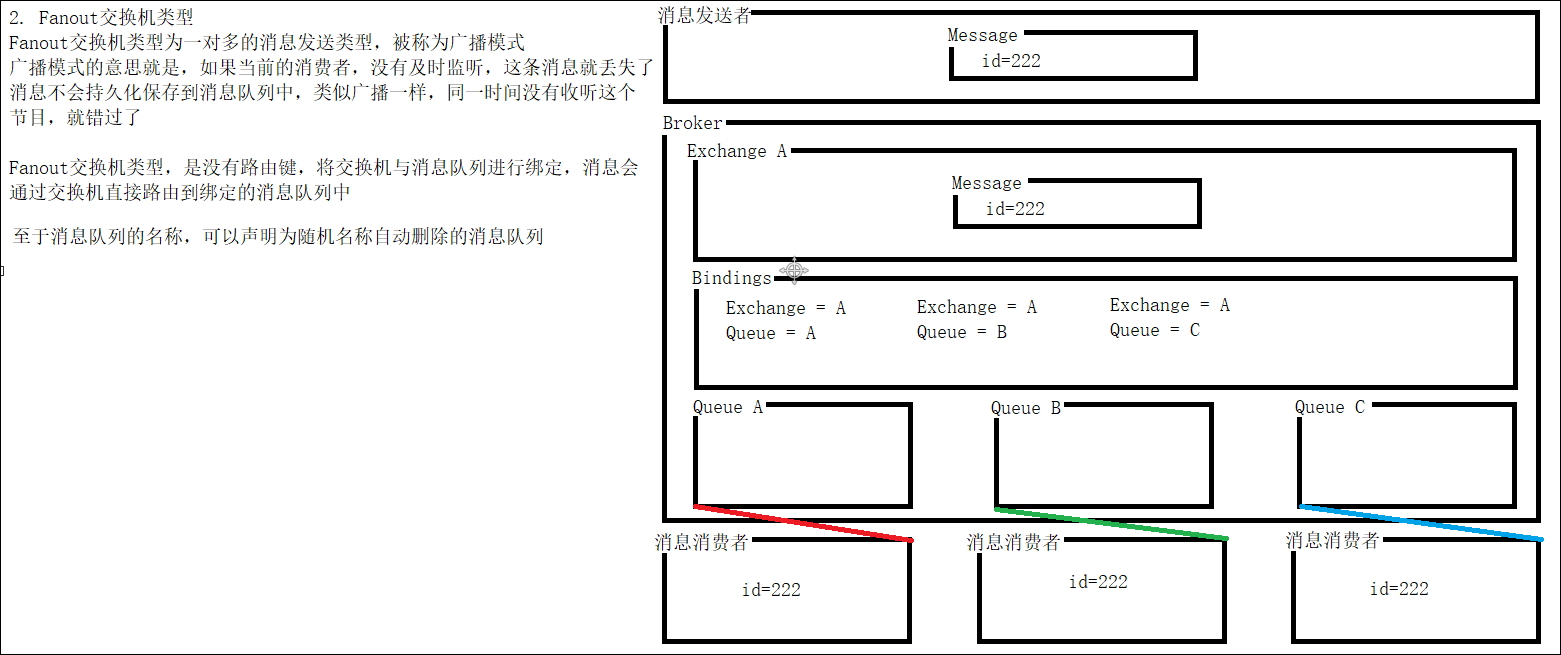 2. Fanout交换机类型
Fanout交换机类型为一对多的消息发送类型，被称为广播模式
广播模式的意思就是，如果当前的消费者，没有及时监听，这条消息就丢失了
消息不会持久化保存到消息队列中，类似广播一样，同一时间没有收听这个
节目，就错过了
Fanout交换机类型，是没有路由键，将交换机与消息队列进行绑定，消息会
通过交换机直接路由到绑定的消息队列中
至于消息队列的名称，可以声明为随机名称自动删除的消息队列
消息发送者
Message
id=222
Broker
Exchange A
Message
id=222
Bindings
Exchange = A
Queue = A
Exchange = A
Queue = B
Exchange = A
Queue = C
Queue A
Queue B
Queue C
消息消费者
id=222
消息消费者
id=222
消息消费者
id=222